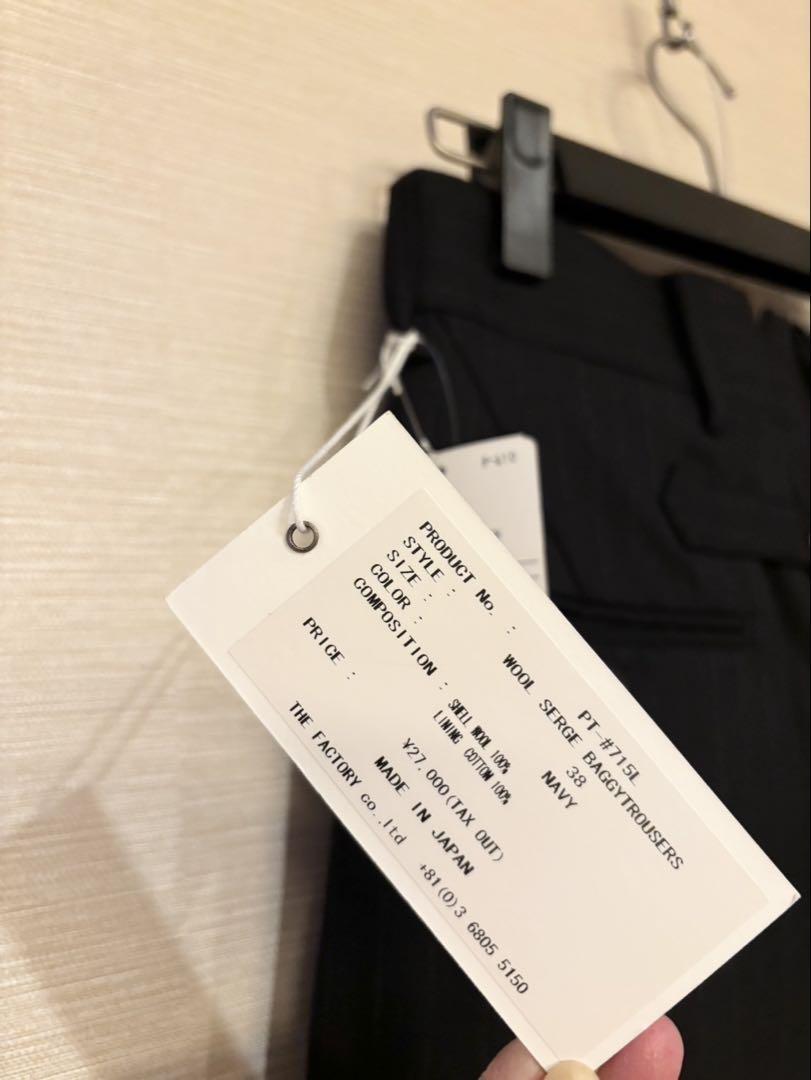 PRODUCT No. : PT-#715L
STYLE : WOOL SERGE BAGGYTROUSERS
SIZE : 38
COLOR : NAVY
COMPOSITION : SHELL WOOL 100%
LINING COTTON 100%
PRICE : ¥27.000(TAX OUT)
MADE IN JAPAN
THE FACTORY co.,ltd +81(0)3 6805 5150